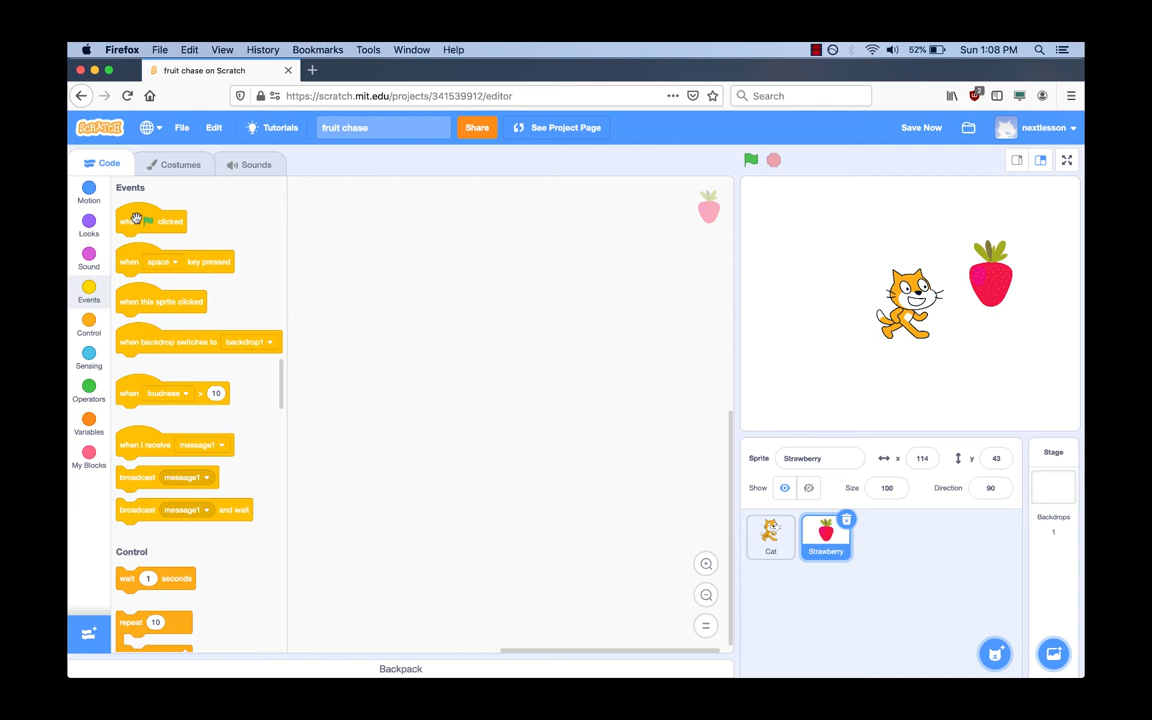 Firefox File Edit View History Bookmarks Tools Window Help 52% Sun 1:08 PM
fruit chase on Scratch
https://scratch.mit.edu/projects/341539912/editor Search 2
SCRATCH File Edit Tutorials fruit chase Share See Project Page Save Now nextlesson
Code Costumes Sounds
Motion
Looks
Sound
Events
Control
Sensing
Operators
Variables
My Blocks
Events
clicked
when space key pressed
when this sprite clicked
when backdrop switches to backdrop1
when loudness > 10
when I receive message1
broadcast message1
broadcast message1 and wait
Control
wait 1 seconds
repeat 10
Sprite Strawberry x 114 y 43
Show Size 100 Direction 90
Cat
Strawberry
Stage
Backdrops
1
Backpack